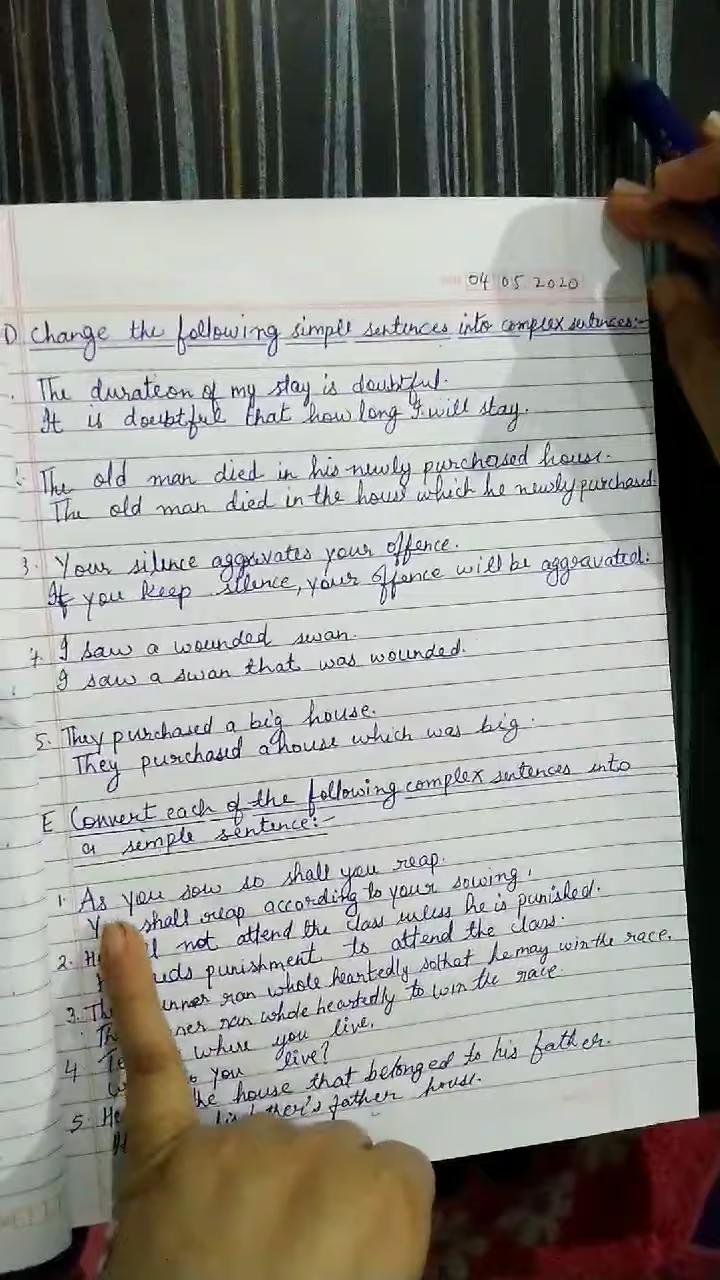 04 05 2020
D Change the following simple sentences into complex sentences:-
The duration of my stay is doubtful.
It is doubtful that how long I will stay.
The old man died in his newly purchased house.
The old man died in the house which he newly purchased.
3. Your silence aggravates your offence.
If you keep silence, your offence will be aggravated.
4. I saw a wounded swan.
I saw a swan that was wounded.
5. They purchased a big house.
They purchased a house which was big.
E Convert each of the following complex sentences into
a simple sentence:-
1. As you sow so shall you reap.
shall reap according to your sowing.
2. not attend the class unless he is punished.
punishment to attend the class.
3. ran whole heartedly so that he may win the race.
ran whole heartedly to win the race.
4 where you live.
you live?
5. house that belonged to his father.
father house.